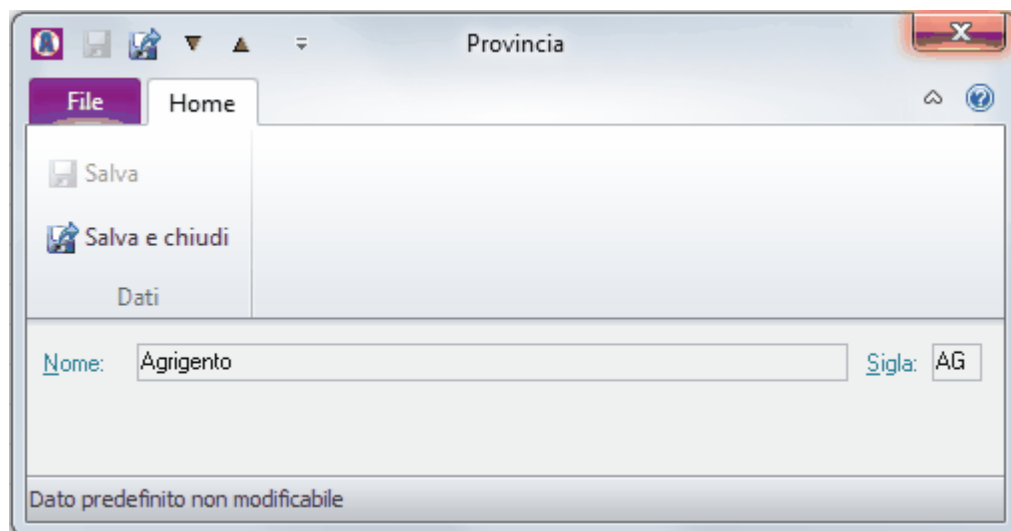 Provincia
File Home
Salva
Salva e chiudi
Dati
Nome: Agrigento Sigla: AG
Dato predefinito non modificabile